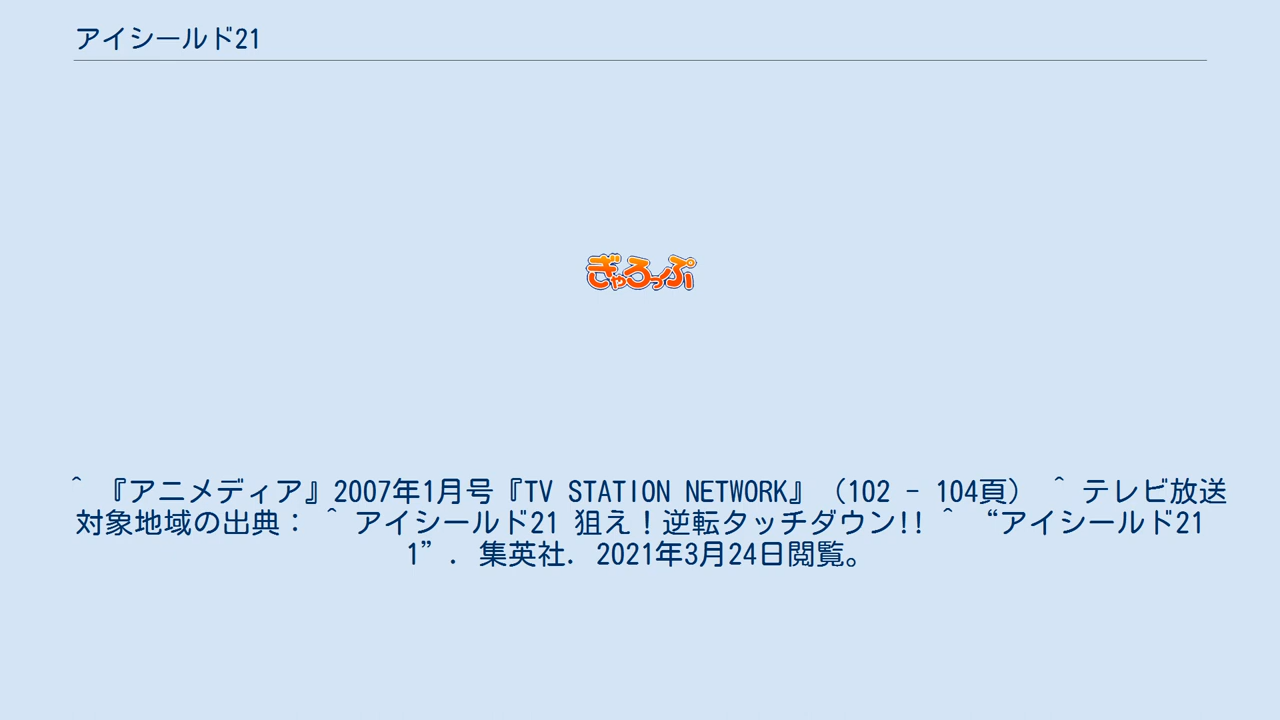 アイシールド21
ぎゃろっぷ
^ 『アニメディア』2007年1月号『TV STATION NETWORK』（102 - 104頁） ^ テレビ放送
対象地域の出典： ^ アイシールド21 狙え！逆転タッチダウン!! ^ “アイシールド21
1”. 集英社. 2021年3月24日閲覧。